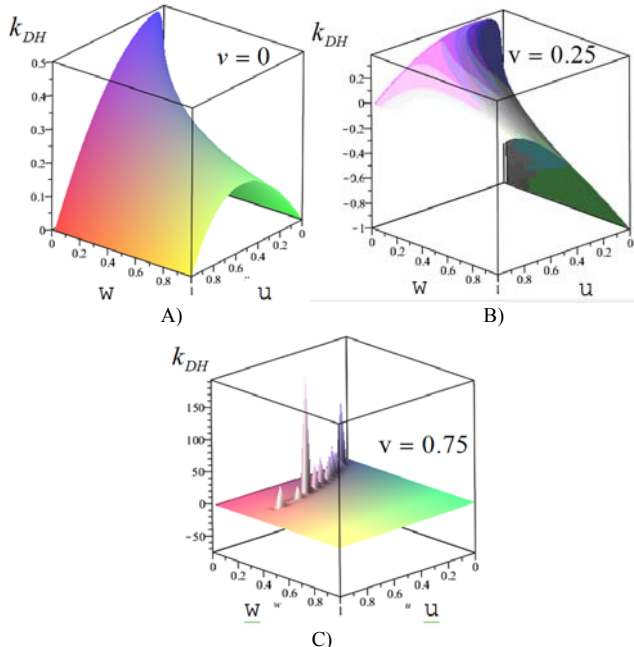 k_DH
v = 0
0.5
0.4
0.3
0.2
0.1
0
0 0.2 0.4 0.6 0.8 1
0.8 0.6 0.4 0.2 0
w u
A)
k_DH
v = 0.25
0.2
0
−0.2
−0.4
−0.6
−0.8
−1
0 0.2 0.4 0.6 0.8 1
0.8 0.6 0.4 0.2 0
w u
B)
k_DH
v = 0.75
150
100
50
0
−50
0 0.2 0.4 0.6 0.8 1
0.8 0.6 0.4 0.2 0
w w u u
C)